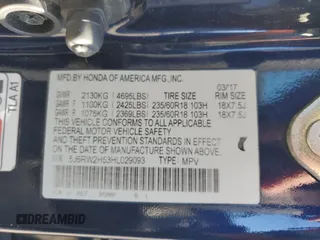 MFD.BY HONDA OF AMERICA MFG.,INC.
03/17
GVWR 2130KG (4695LBS) TIRE SIZE RIM SIZE
GAWR F 1100KG (2425LBS) 235/60R18 103H 18X7.5J
GAWR R 1075KG (2369LBS) 235/60R18 103H 18X7.5J
THIS VEHICLE CONFORMS TO ALL APPLICABLE
FEDERAL MOTOR VEHICLE SAFETY
AND THEFT PREVENTION STANDARDS IN EFFECT
ON THE DATE OF MANUFACTURE SHOWN ABOVE.
5J6RW2H53HL029093 TYPE: MPV
TLA A1
DREAMBID